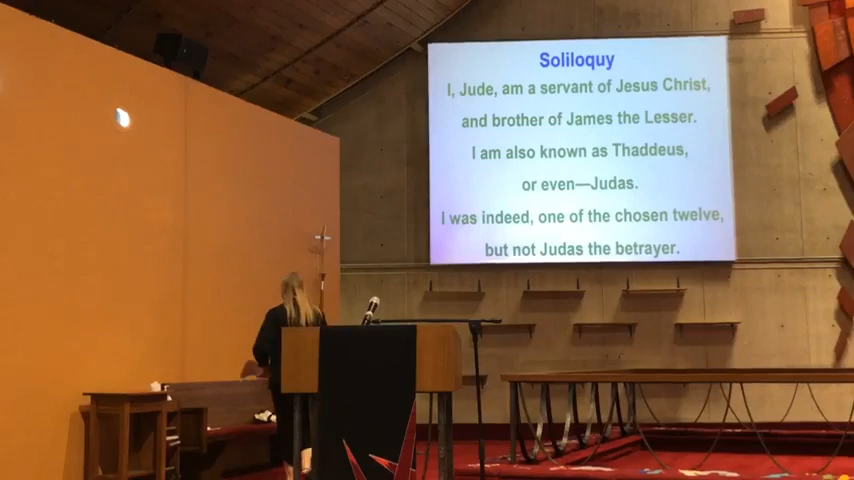 Soliloquy
I, Jude, am a servant of Jesus Christ,
and brother of James the Lesser.
I am also known as Thaddeus,
or even—Judas.
I was indeed, one of the chosen twelve,
but not Judas the betrayer.